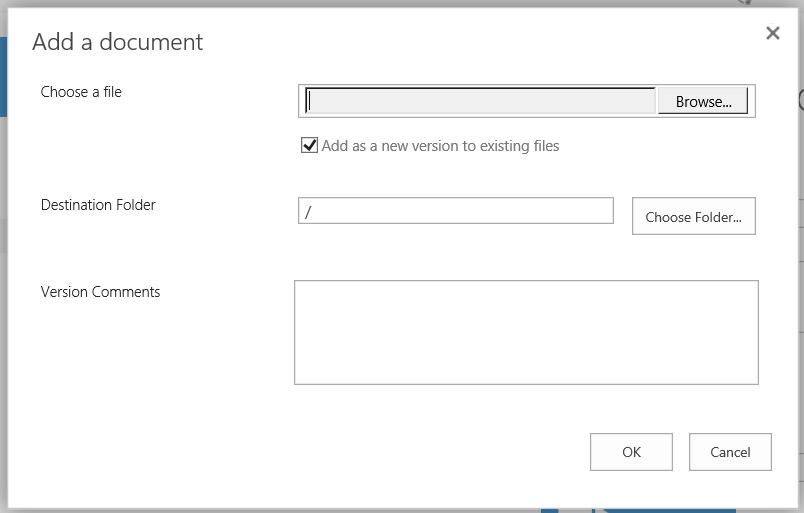 Add a document
Choose a file
Browse...
Add as a new version to existing files
Destination Folder
/
Choose Folder...
Version Comments
OK
Cancel